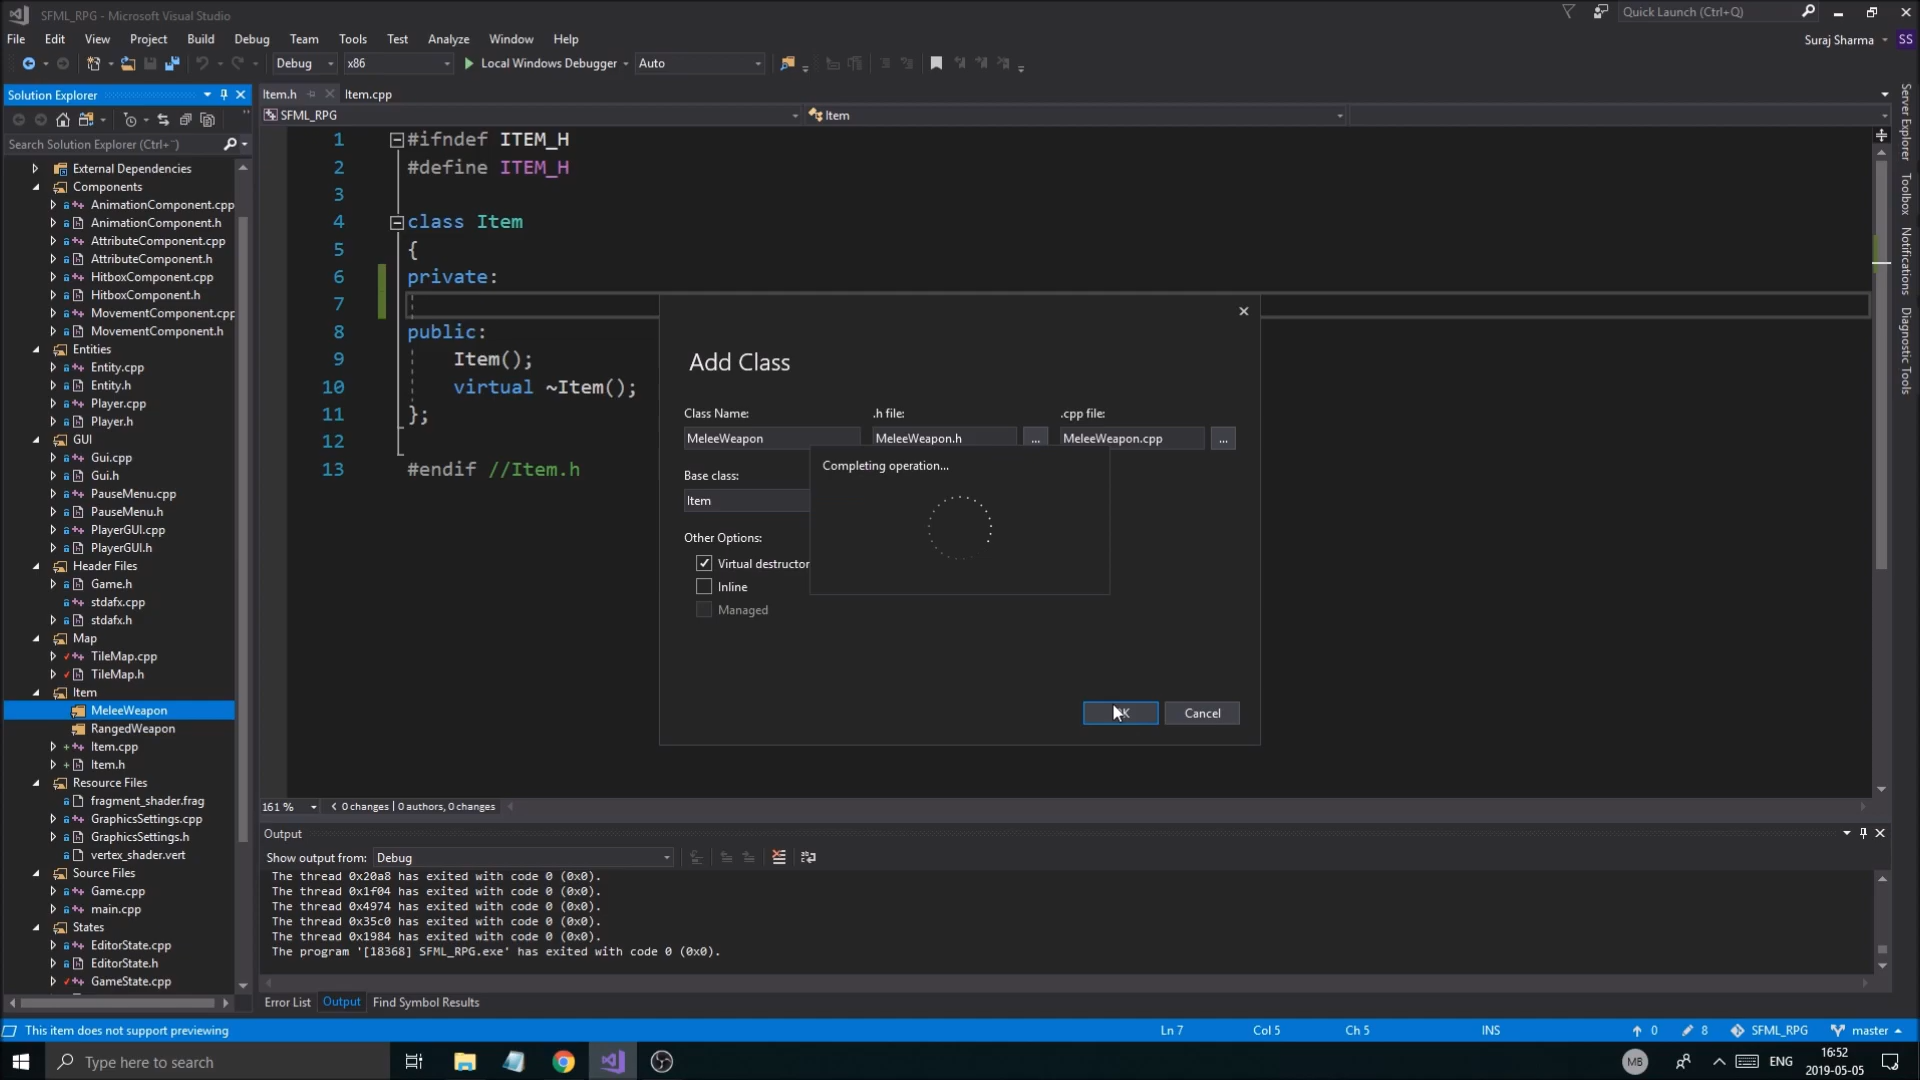 SFML_RPG - Microsoft Visual Studio
Quick Launch (Ctrl+Q)
File Edit View Project Build Debug Team Tools Test Analyze Window Help
Suraj Sharma SS
Debug x86 Local Windows Debugger Auto
Solution Explorer
Item.h Item.cpp
SFML_RPG Item
Search Solution Explorer (Ctrl+¨)
External Dependencies
Components
AnimationComponent.cpp
AnimationComponent.h
AttributeComponent.cpp
AttributeComponent.h
HitboxComponent.cpp
HitboxComponent.h
MovementComponent.cpp
MovementComponent.h
Entities
Entity.cpp
Entity.h
Player.cpp
Player.h
GUI
Gui.cpp
Gui.h
PauseMenu.cpp
PauseMenu.h
PlayerGUI.cpp
PlayerGUI.h
Header Files
Game.h
stdafx.cpp
stdafx.h
Map
TileMap.cpp
TileMap.h
Item
MeleeWeapon
RangedWeapon
Item.cpp
Item.h
Resource Files
fragment_shader.frag
GraphicsSettings.cpp
GraphicsSettings.h
vertex_shader.vert
Source Files
Game.cpp
main.cpp
States
EditorState.cpp
EditorState.h
GameState.cpp
1 #ifndef ITEM_H
2 #define ITEM_H
3
4 class Item
5 {
6 private:
7
8 public:
9 Item();
10 virtual ~Item();
11 };
12
13 #endif //Item.h
Add Class
Class Name: .h file: .cpp file:
MeleeWeapon MeleeWeapon.h ... MeleeWeapon.cpp ...
Base class:
Item
Completing operation...
Other Options:
Virtual destructor
Inline
Managed
Cancel
Server Explorer
Toolbox
Notifications
Diagnostic Tools
161 % < 0 changes | 0 authors, 0 changes
Output
Show output from: Debug
The thread 0x20a8 has exited with code 0 (0x0).
The thread 0x1f04 has exited with code 0 (0x0).
The thread 0x4974 has exited with code 0 (0x0).
The thread 0x35c0 has exited with code 0 (0x0).
The thread 0x1984 has exited with code 0 (0x0).
The program '[18368] SFML_RPG.exe' has exited with code 0 (0x0).
Error List Output Find Symbol Results
This item does not support previewing Ln 7 Col 5 Ch 5 INS 0 8 SFML_RPG master
Type here to search MB ENG 16:52
2019-05-05